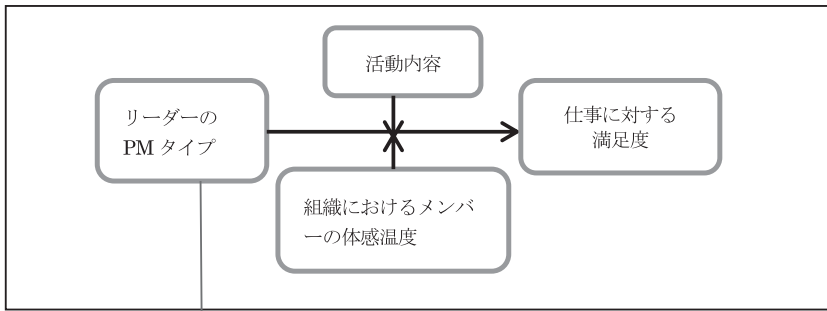 活動内容
リーダーの
PM タイプ
仕事に対する
満足度
組織におけるメンバ
ーの体感温度